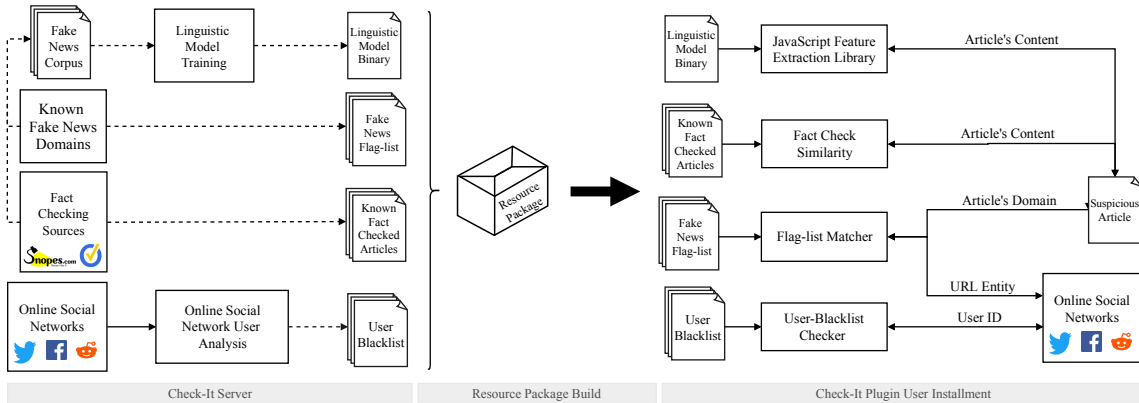 Fake
News
Corpus
Linguistic
Model
Training
Linguistic
Model
Binary
Known
Fake News
Domains
Fake
News
Flag-list
Fact
Checking
Sources
Snopes.com
Known
Fact
Checked
Articles
Online Social
Networks
Online Social
Network User
Analysis
User
Blacklist
Resource
Package
Linguistic
Model
Binary
JavaScript Feature
Extraction Library
Article's Content
Known
Fact
Checked
Articles
Fact Check
Similarity
Article's Content
Fake
News
Flag-list
Flag-list Matcher
Article's Domain
Suspicious
Article
URL Entity
User
Blacklist
User-Blacklist
Checker
User ID
Online Social
Networks
Check-It Server
Resource Package Build
Check-It Plugin User Installment